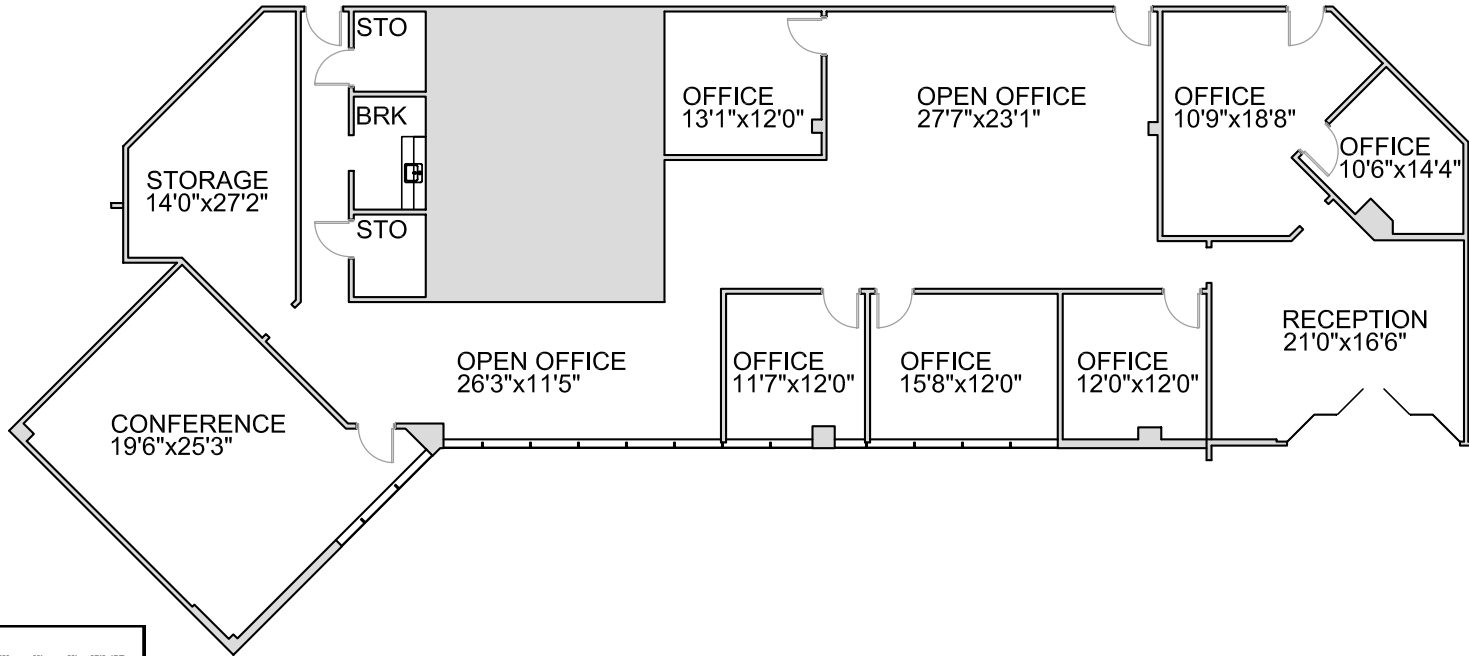 STO
BRK
STO
STORAGE
14'0"x27'2"
OFFICE
13'1"x12'0"
OPEN OFFICE
27'7"x23'1"
OFFICE
10'9"x18'8"
OFFICE
10'6"x14'4"
RECEPTION
21'0"x16'6"
OPEN OFFICE
26'3"x11'5"
OFFICE
11'7"x12'0"
OFFICE
15'8"x12'0"
OFFICE
12'0"x12'0"
CONFERENCE
19'6"x25'3"